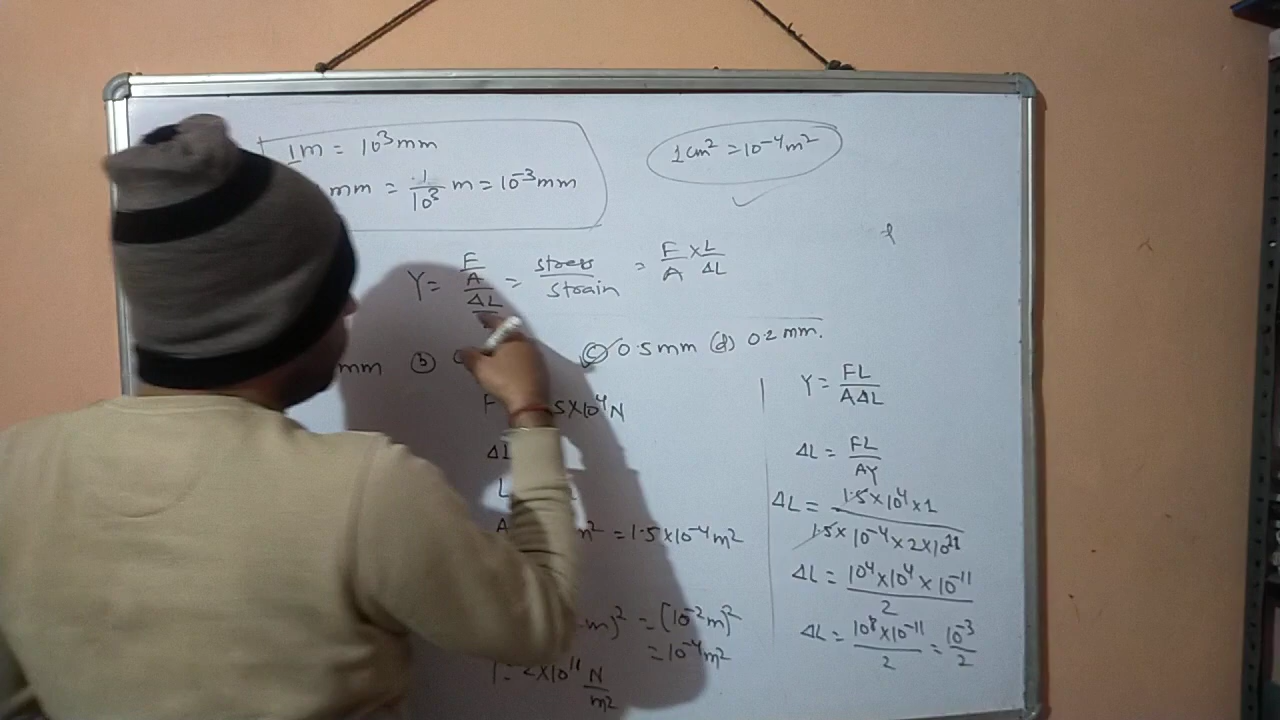 1m = 10³mm
mm = 1/10³ m = 10⁻³mm
1cm² = 10⁻⁴m²
Y = F/A / ΔL = stress/strain = F/A × L/ΔL
mm (b) (c) 0.5mm (d) 0.2mm.
F 5×10⁴N
ΔL
L
A m² = 1.5×10⁻⁴m²
m)² = (10⁻²m)²
= 10⁻⁴m²
= 2×10¹¹ N/m²
Y = FL/AΔL
ΔL = FL/AY
ΔL = 1.5×10⁴×1/1.5×10⁻⁴×2×10¹¹
ΔL = 10⁴×10⁴×10⁻¹¹/2
ΔL = 10⁸×10⁻¹¹/2 = 10⁻³/2